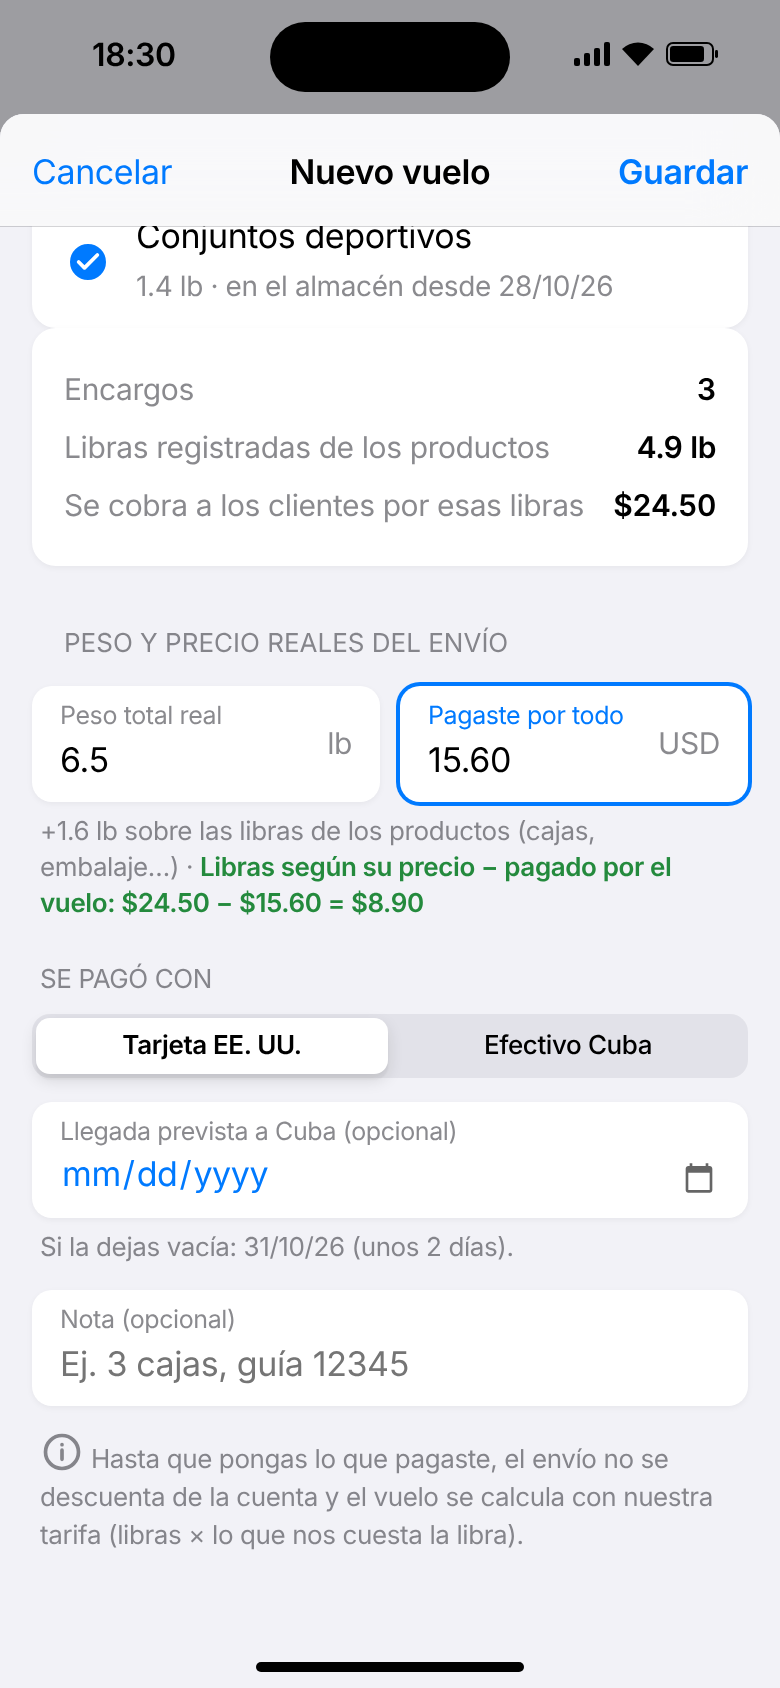 18:30
Cancelar
Nuevo vuelo
Guardar
Conjuntos deportivos
1.4 lb · en el almacén desde 28/10/26
Encargos 3
Libras registradas de los productos 4.9 lb
Se cobra a los clientes por esas libras $24.50
PESO Y PRECIO REALES DEL ENVÍO
Peso total real
6.5 lb
Pagaste por todo
15.60 USD
+1.6 lb sobre las libras de los productos (cajas,
embalaje...) · Libras según su precio – pagado por el
vuelo: $24.50 – $15.60 = $8.90
SE PAGÓ CON
Tarjeta EE. UU.
Efectivo Cuba
Llegada prevista a Cuba (opcional)
mm/dd/yyyy
Si la dejas vacía: 31/10/26 (unos 2 días).
Nota (opcional)
Ej. 3 cajas, guía 12345
Hasta que pongas lo que pagaste, el envío no se
descuenta de la cuenta y el vuelo se calcula con nuestra
tarifa (libras × lo que nos cuesta la libra).